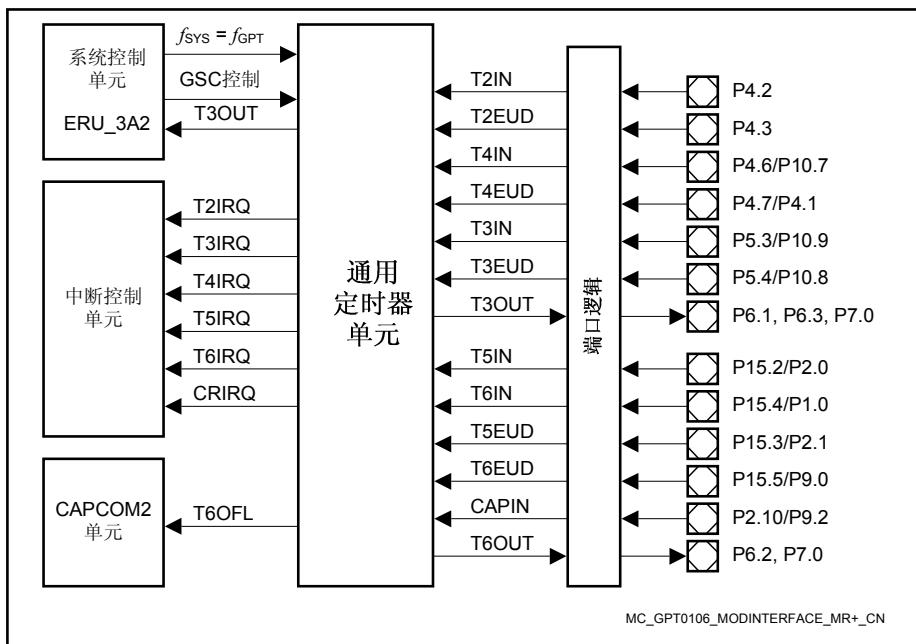 系统控制
单元
ERU_3A2
fSYS = fGPT
GSC控制
T3OUT
中断控制
单元
T2IRQ
T3IRQ
T4IRQ
T5IRQ
T6IRQ
CRIRQ
CAPCOM2
单元
T6OFL
通用
定时器
单元
T2IN
T2EUD
T4IN
T4EUD
T3IN
T3EUD
T3OUT
T5IN
T6IN
T5EUD
T6EUD
CAPIN
T6OUT
端口逻辑
P4.2
P4.3
P4.6/P10.7
P4.7/P4.1
P5.3/P10.9
P5.4/P10.8
P6.1, P6.3, P7.0
P15.2/P2.0
P15.4/P1.0
P15.3/P2.1
P15.5/P9.0
P2.10/P9.2
P6.2, P7.0
MC_GPT0106_MODINTERFACE_MR+_CN